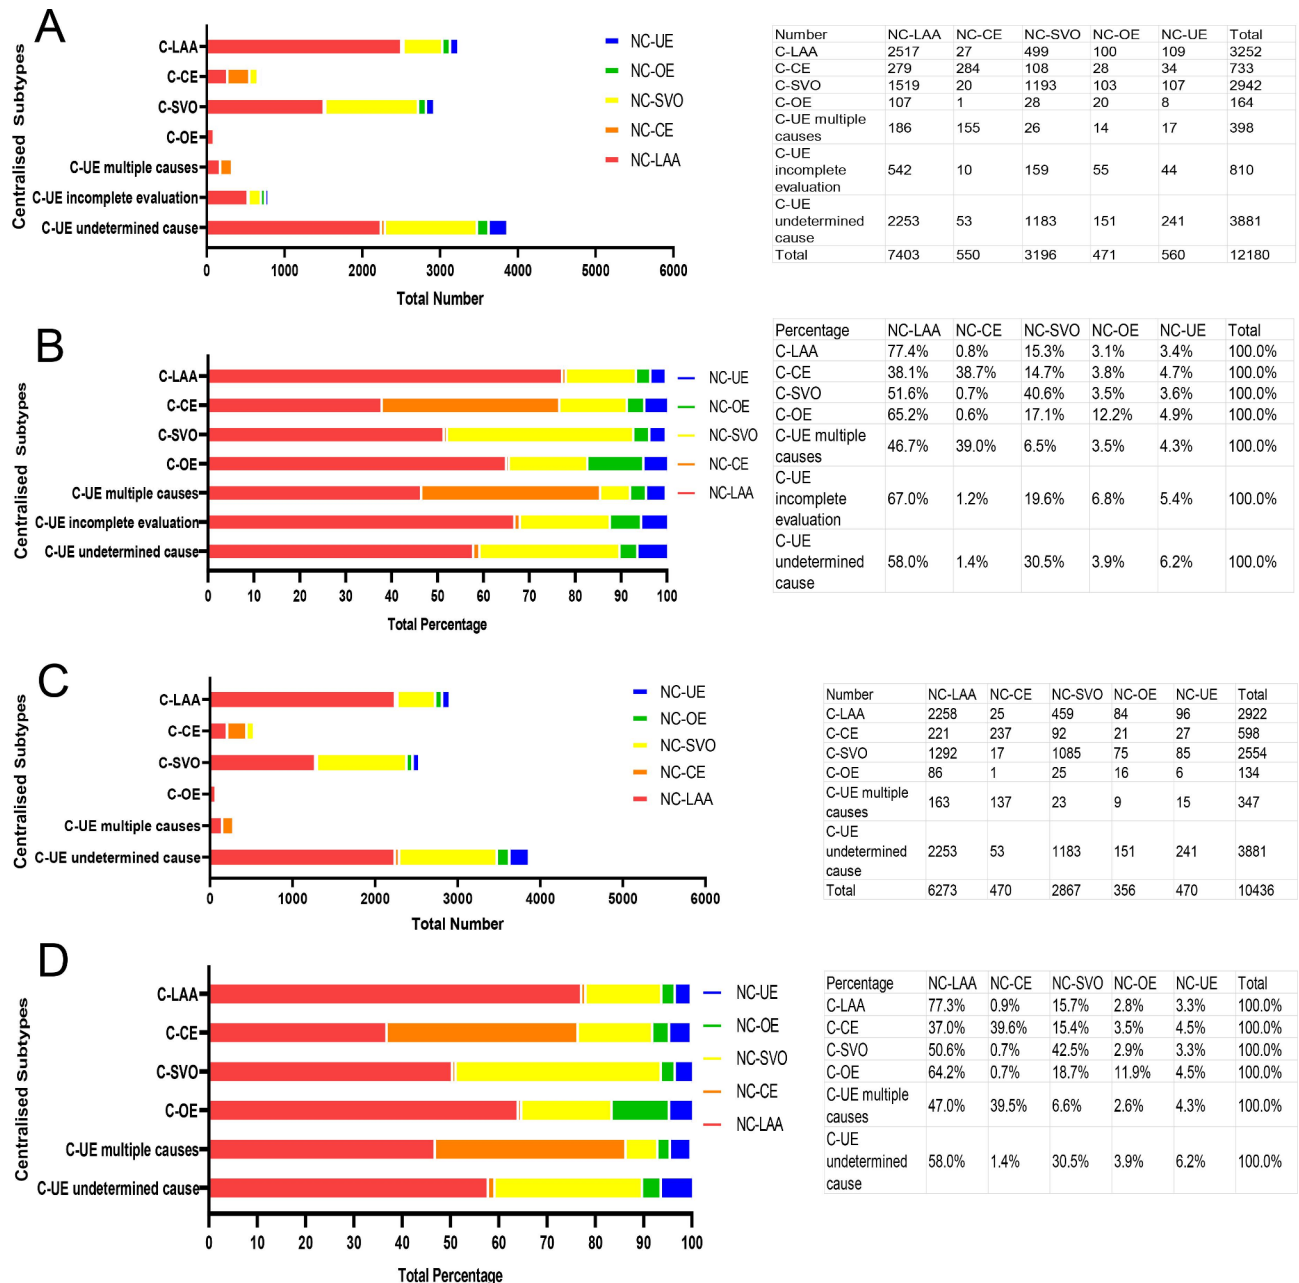 A
Centralised Subtypes
C-LAA
C-CE
C-SVO
C-OE
C-UE multiple causes
C-UE incomplete evaluation
C-UE undetermined cause
0 1000 2000 3000 4000 5000 6000
Total Number
NC-UE
NC-OE
NC-SVO
NC-CE
NC-LAA
Number NC-LAA NC-CE NC-SVO NC-OE NC-UE Total
C-LAA 2517 27 499 100 109 3252
C-CE 279 284 108 28 34 733
C-SVO 1519 20 1193 103 107 2942
C-OE 107 1 28 20 8 164
C-UE multiple
causes 186 155 26 14 17 398
C-UE
incomplete 542 10 159 55 44 810
evaluation
C-UE
undetermined 2253 53 1183 151 241 3881
cause
Total 7403 550 3196 471 560 12180
B
Centralised Subtypes
C-LAA
C-CE
C-SVO
C-OE
C-UE multiple causes
C-UE incomplete evaluation
C-UE undetermined cause
0 10 20 30 40 50 60 70 80 90 100
Total Percentage
NC-UE
NC-OE
NC-SVO
NC-CE
NC-LAA
Percentage NC-LAA NC-CE NC-SVO NC-OE NC-UE Total
C-LAA 77.4% 0.8% 15.3% 3.1% 3.4% 100.0%
C-CE 38.1% 38.7% 14.7% 3.8% 4.7% 100.0%
C-SVO 51.6% 0.7% 40.6% 3.5% 3.6% 100.0%
C-OE 65.2% 0.6% 17.1% 12.2% 4.9% 100.0%
C-UE multiple
causes 46.7% 39.0% 6.5% 3.5% 4.3% 100.0%
C-UE
incomplete 67.0% 1.2% 19.6% 6.8% 5.4% 100.0%
evaluation
C-UE
undetermined 58.0% 1.4% 30.5% 3.9% 6.2% 100.0%
cause
C
Centralised Subtypes
C-LAA
C-CE
C-SVO
C-OE
C-UE multiple causes
C-UE undetermined cause
0 1000 2000 3000 4000 5000 6000
Total Number
NC-UE
NC-OE
NC-SVO
NC-CE
NC-LAA
Number NC-LAA NC-CE NC-SVO NC-OE NC-UE Total
C-LAA 2258 25 459 84 96 2922
C-CE 221 237 92 21 27 598
C-SVO 1292 17 1085 75 85 2554
C-OE 86 1 25 16 6 134
C-UE multiple
causes 163 137 23 9 15 347
C-UE
undetermined 2253 53 1183 151 241 3881
cause
Total 6273 470 2867 356 470 10436
D
Centralised Subtypes
C-LAA
C-CE
C-SVO
C-OE
C-UE multiple causes
C-UE undetermined cause
0 10 20 30 40 50 60 70 80 90 100
Total Percentage
NC-UE
NC-OE
NC-SVO
NC-CE
NC-LAA
Percentage NC-LAA NC-CE NC-SVO NC-OE NC-UE Total
C-LAA 77.3% 0.9% 15.7% 2.8% 3.3% 100.0%
C-CE 37.0% 39.6% 15.4% 3.5% 4.5% 100.0%
C-SVO 50.6% 0.7% 42.5% 2.9% 3.3% 100.0%
C-OE 64.2% 0.7% 18.7% 11.9% 4.5% 100.0%
C-UE multiple
causes 47.0% 39.5% 6.6% 2.6% 4.3% 100.0%
C-UE
undetermined 58.0% 1.4% 30.5% 3.9% 6.2% 100.0%
cause